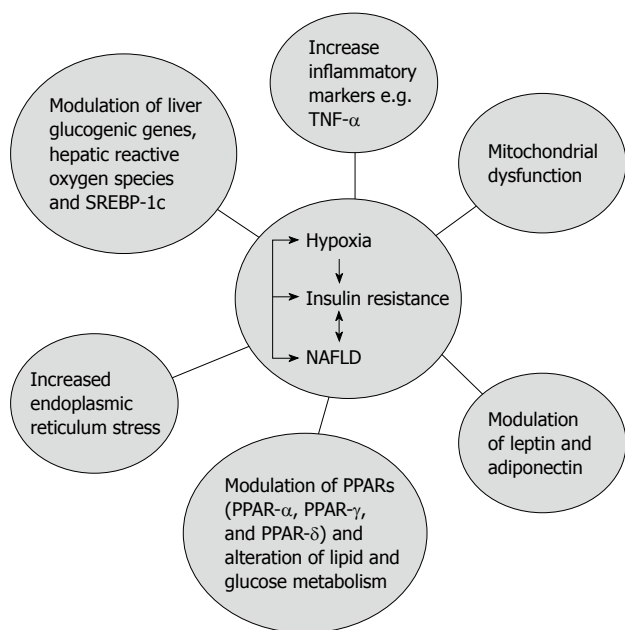 Increase
inflammatory
markers e.g.
TNF-α
Modulation of liver
glucogenic genes,
hepatic reactive
oxygen species
and SREBP-1c
Mitochondrial
dysfunction
Hypoxia
Insulin resistance
NAFLD
Increased
endoplasmic
reticulum stress
Modulation
of leptin and
adiponectin
Modulation of PPARs
(PPAR-α, PPAR-γ,
and PPAR-δ) and
alteration of lipid and
glucose metabolism